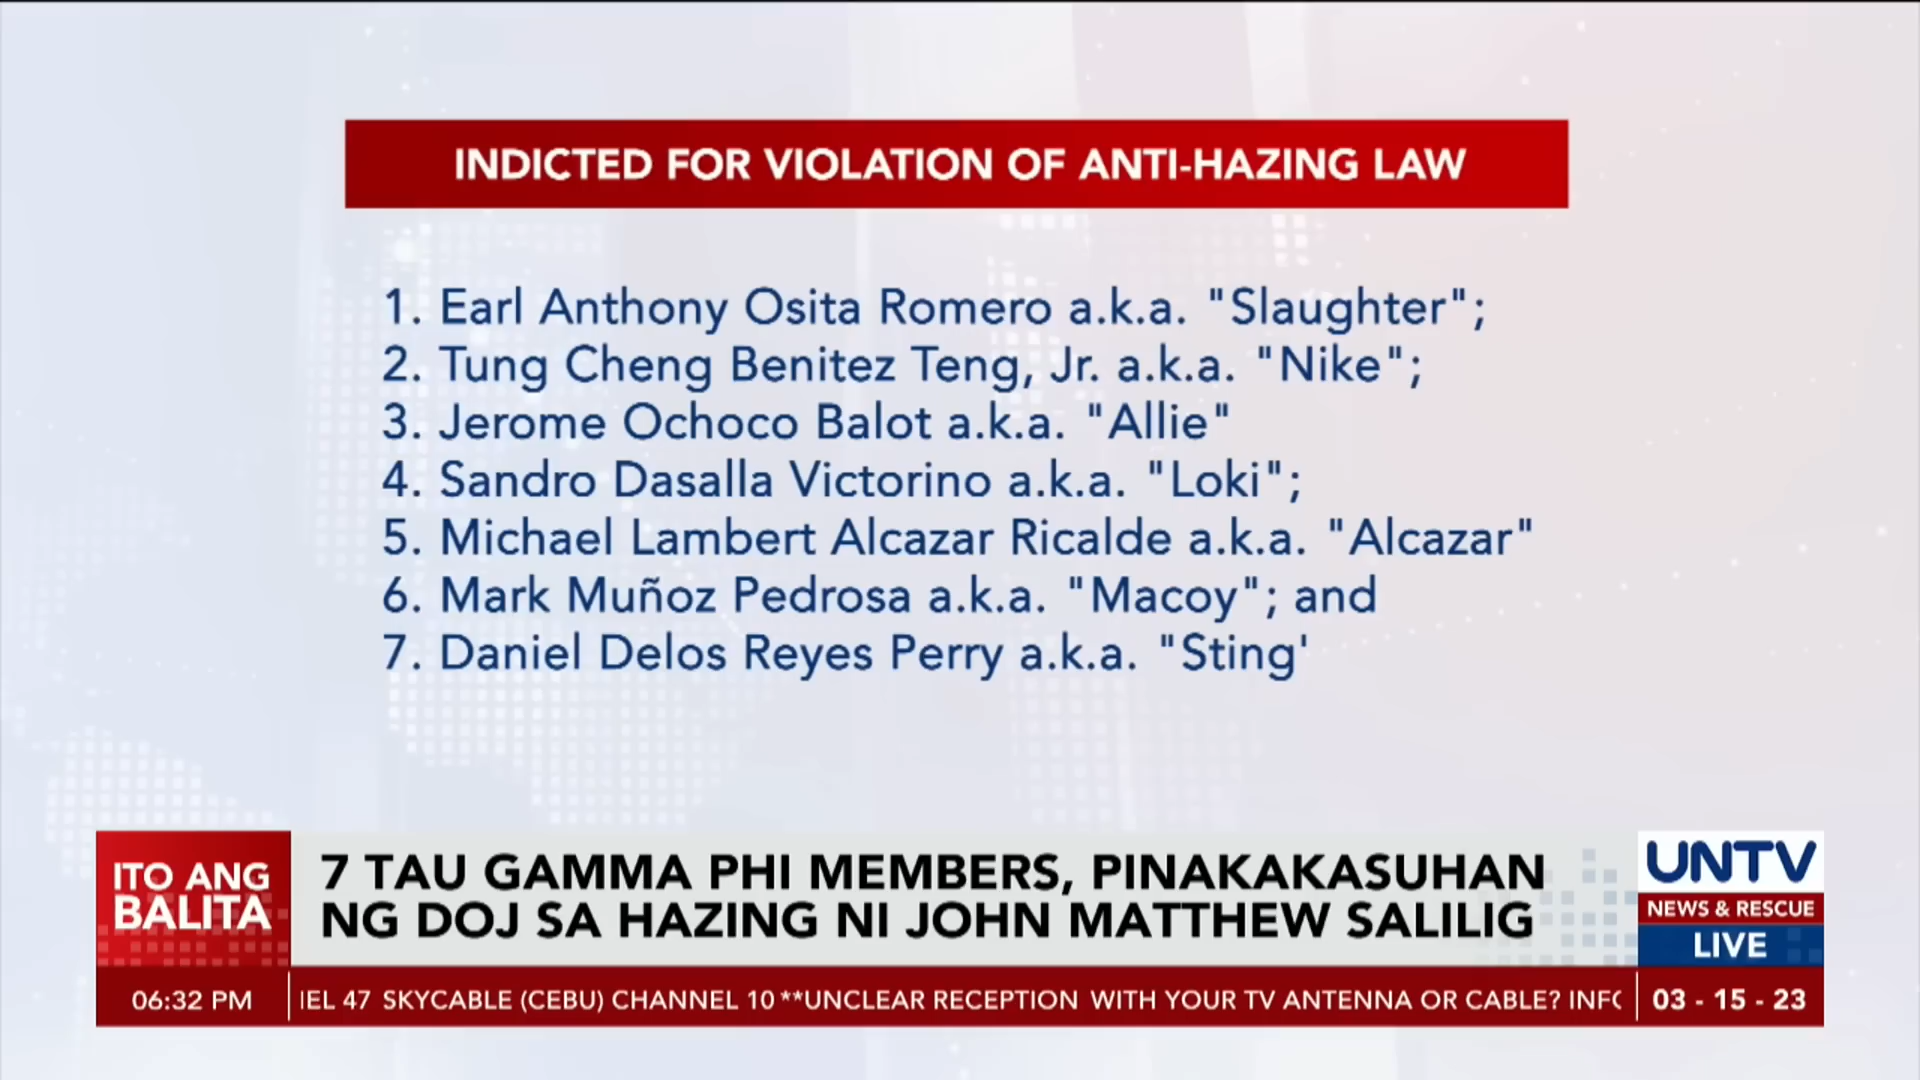 INDICTED FOR VIOLATION OF ANTI-HAZING LAW
1. Earl Anthony Osita Romero a.k.a. "Slaughter";
2. Tung Cheng Benitez Teng, Jr. a.k.a. "Nike";
3. Jerome Ochoco Balot a.k.a. "Allie"
4. Sandro Dasalla Victorino a.k.a. "Loki";
5. Michael Lambert Alcazar Ricalde a.k.a. "Alcazar"
6. Mark Muñoz Pedrosa a.k.a. "Macoy"; and
7. Daniel Delos Reyes Perry a.k.a. "Sting'
ITO ANG
BALITA
7 TAU GAMMA PHI MEMBERS, PINAKAKASUHAN
NG DOJ SA HAZING NI JOHN MATTHEW SALILIG
UNTV
NEWS & RESCUE
LIVE
06:32 PM
47 SKYCABLE (CEBU) CHANNEL 10 **UNCLEAR RECEPTION WITH YOUR TV ANTENNA OR CABLE?
03 - 15 - 23